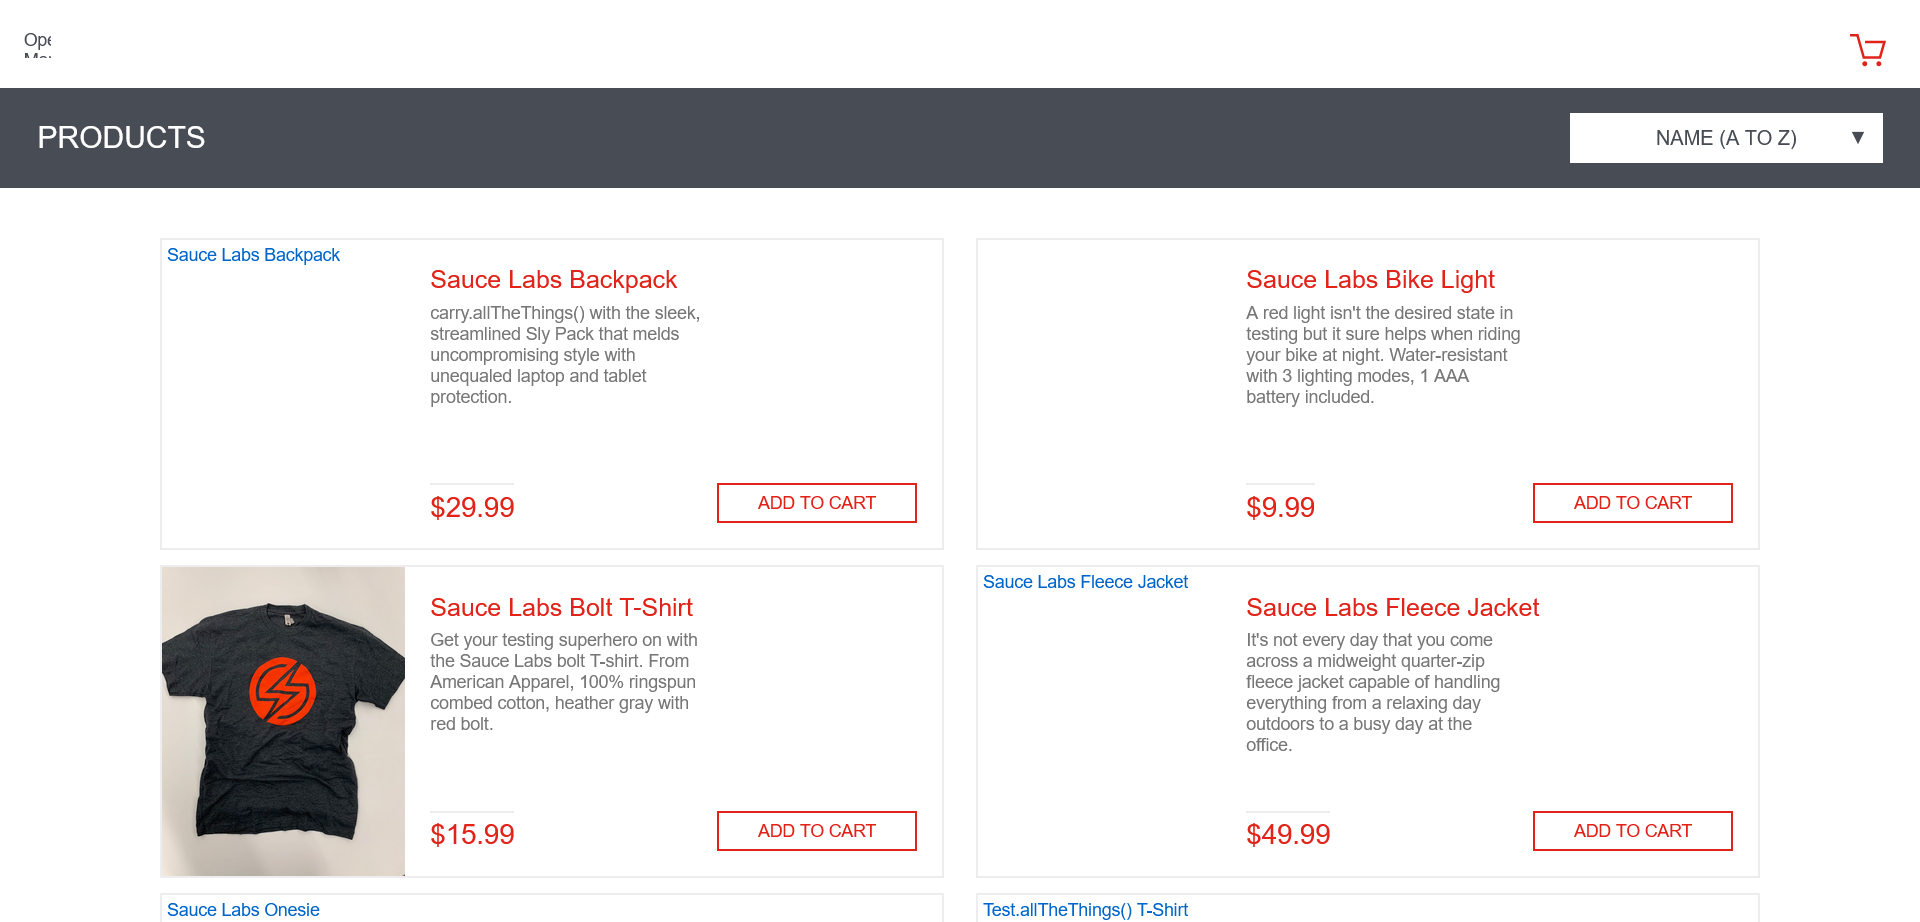 Ope
PRODUCTS
NAME (A TO Z) ▼
Sauce Labs Backpack
Sauce Labs Backpack
carry.allTheThings() with the sleek,
streamlined Sly Pack that melds
uncompromising style with
unequaled laptop and tablet
protection.
$29.99
ADD TO CART
Sauce Labs Bike Light
A red light isn't the desired state in
testing but it sure helps when riding
your bike at night. Water-resistant
with 3 lighting modes, 1 AAA
battery included.
$9.99
ADD TO CART
Sauce Labs Bolt T-Shirt
Get your testing superhero on with
the Sauce Labs bolt T-shirt. From
American Apparel, 100% ringspun
combed cotton, heather gray with
red bolt.
$15.99
ADD TO CART
Sauce Labs Fleece Jacket
Sauce Labs Fleece Jacket
It's not every day that you come
across a midweight quarter-zip
fleece jacket capable of handling
everything from a relaxing day
outdoors to a busy day at the
office.
$49.99
ADD TO CART
Sauce Labs Onesie
Test.allTheThings() T-Shirt